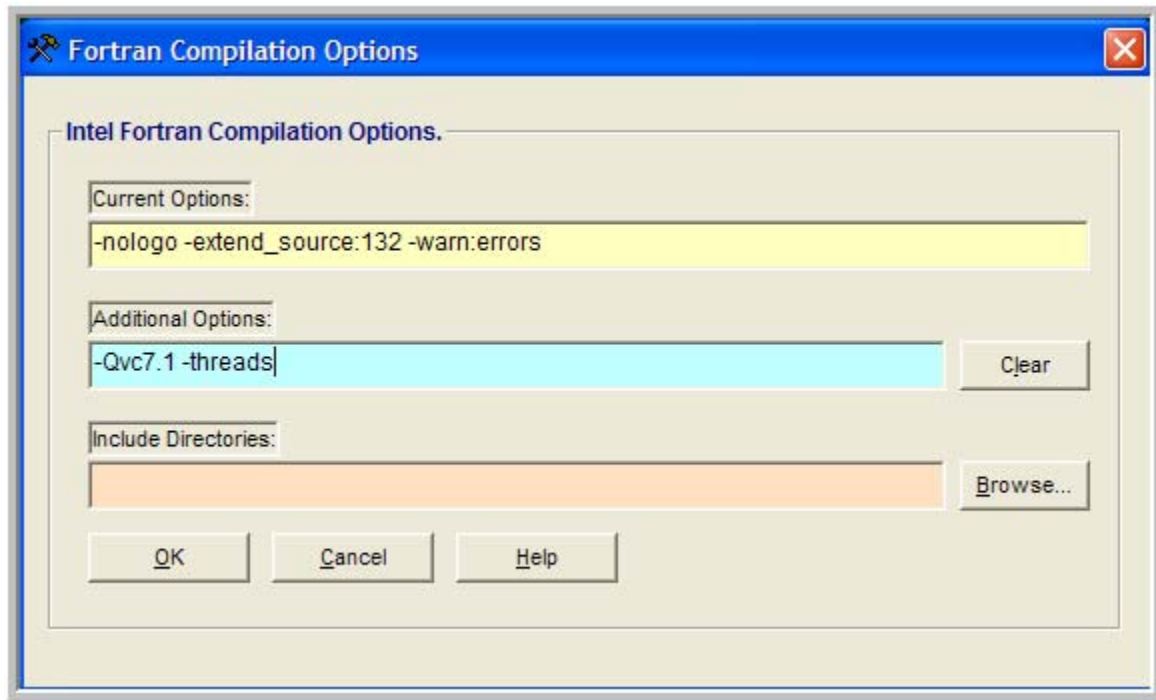 Fortran Compilation Options
Intel Fortran Compilation Options.
Current Options:
-nologo -extend_source:132 -warn:errors
Additional Options:
-Qvc7.1 -threads
Clear
Include Directories:
Browse...
OK Cancel Help